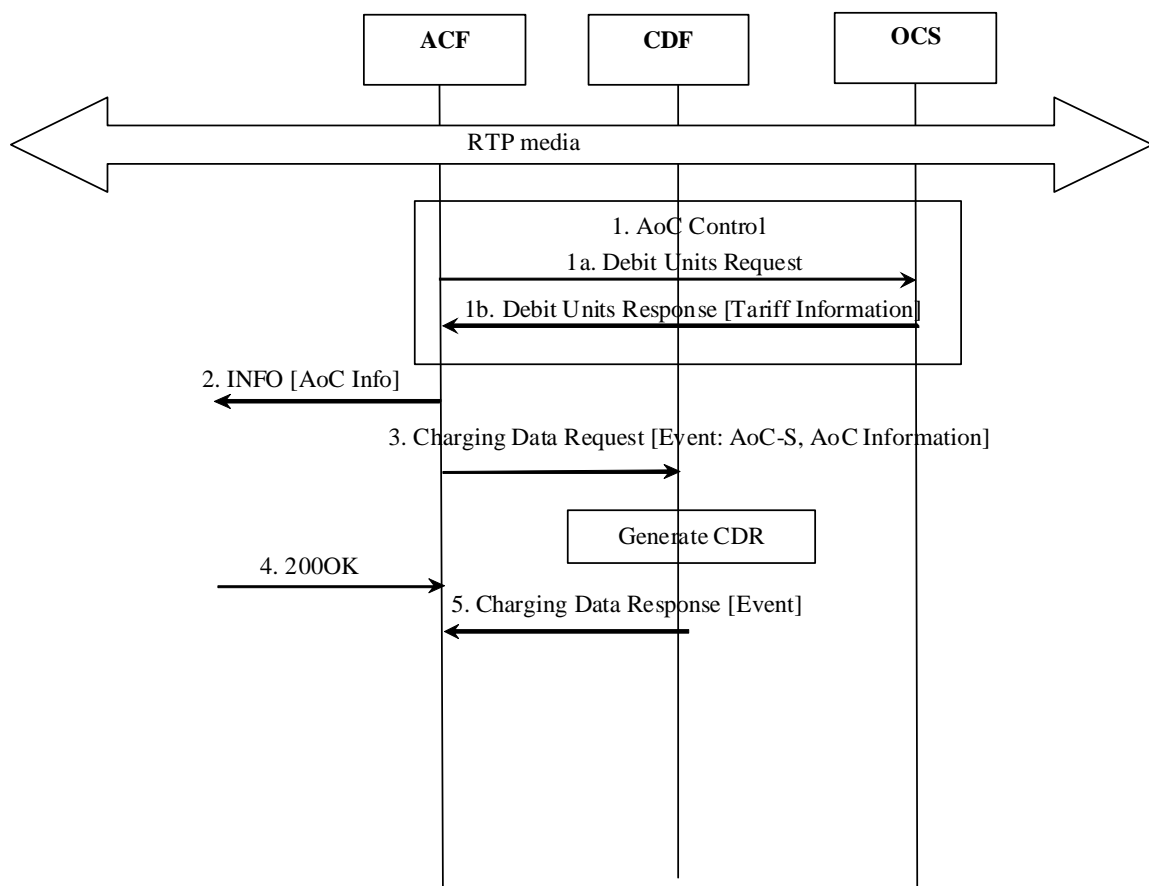 ACF
CDF
OCS
RTP media
1. AoC Control
1a. Debit Units Request
1b. Debit Units Response [Tariff Information]
2. INFO [AoC Info]
3. Charging Data Request [Event: AoC-S, AoC Information]
Generate CDR
4. 200OK
5. Charging Data Response [Event]